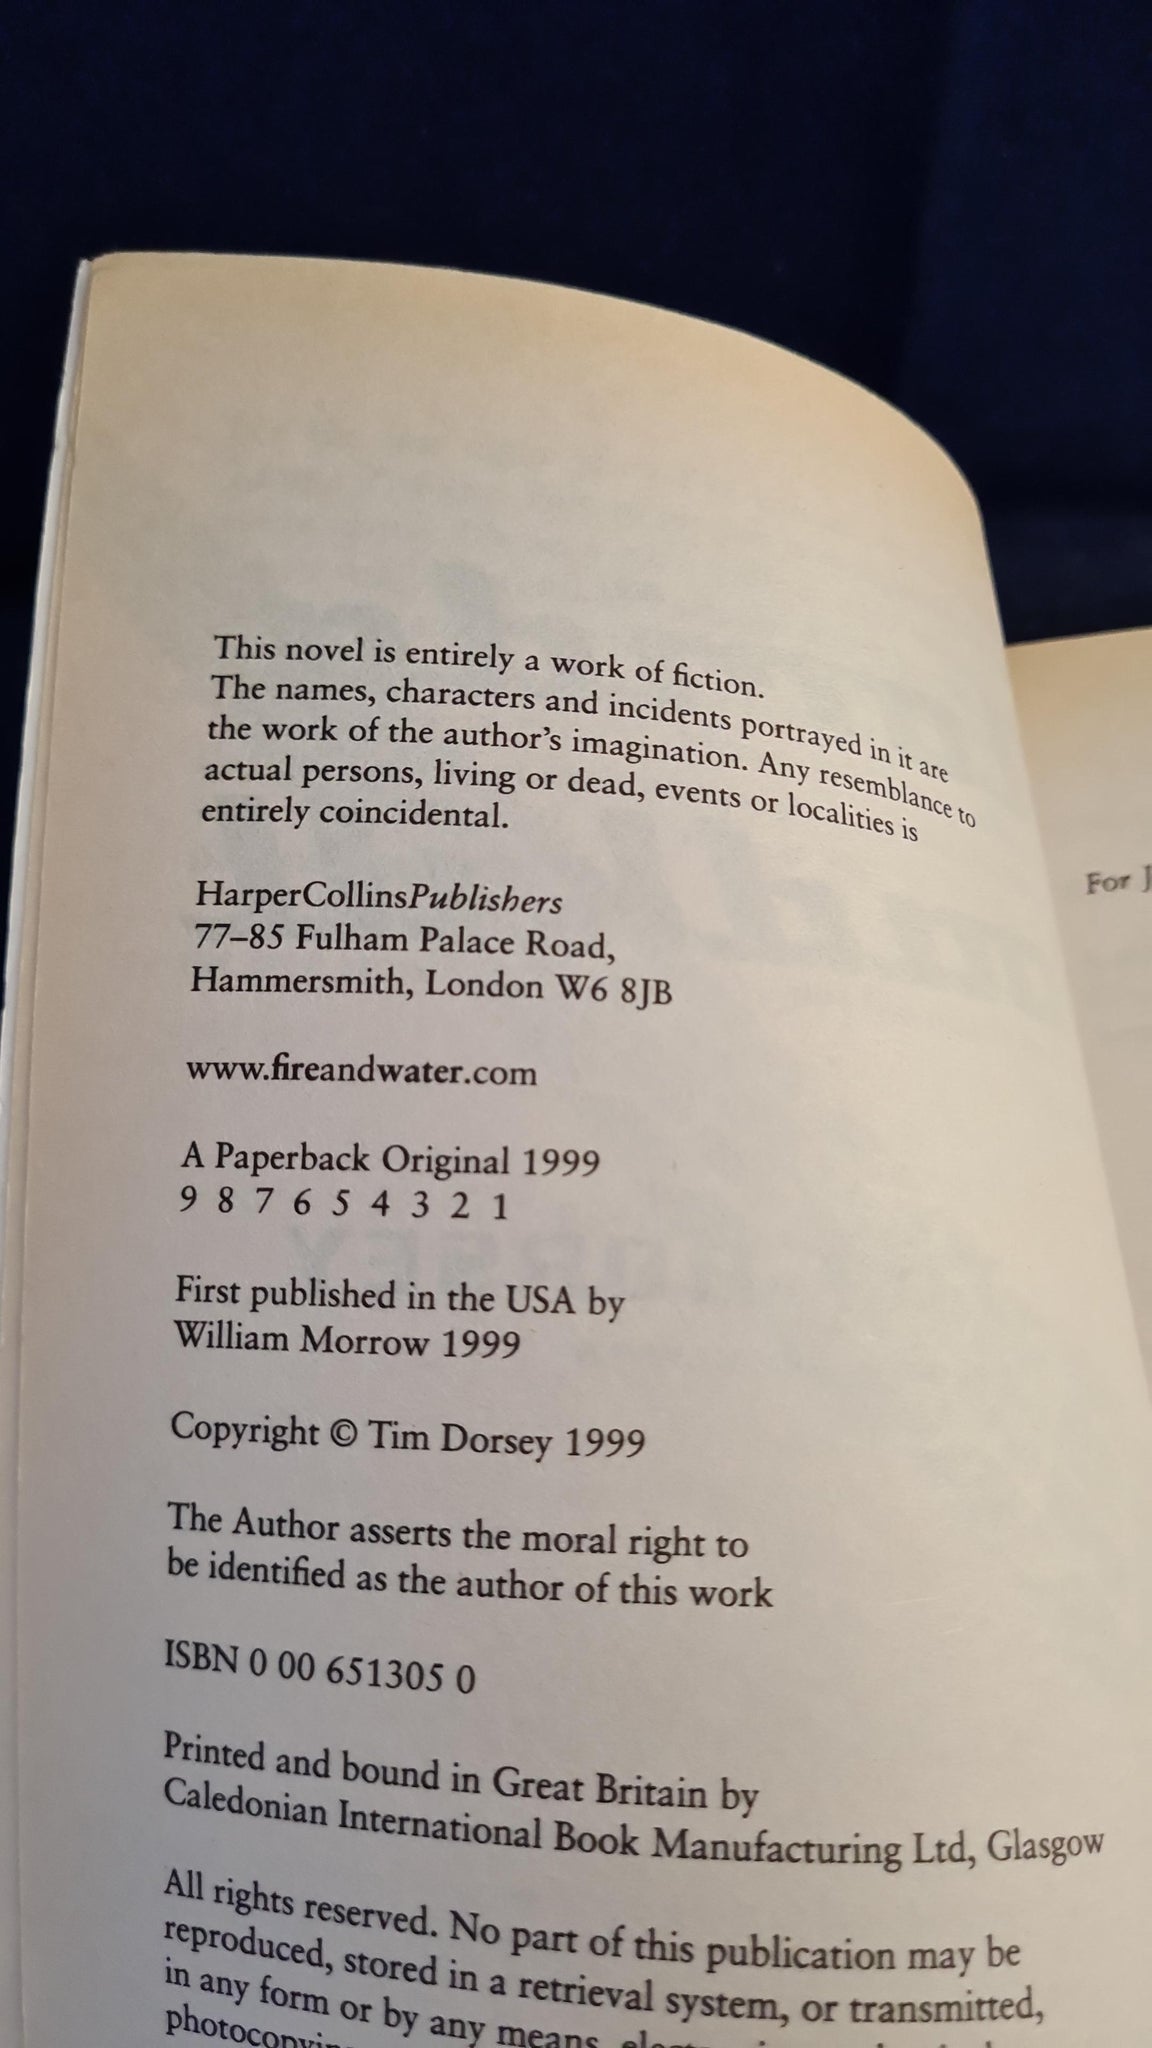 This novel is entirely a work of fiction.
The names, characters and incidents portrayed in it are
the work of the author's imagination. Any resemblance to
actual persons, living or dead, events or localities is
entirely coincidental.
HarperCollinsPublishers
77–85 Fulham Palace Road,
Hammersmith, London W6 8JB
www.fireandwater.com
A Paperback Original 1999
9 8 7 6 5 4 3 2 1
First published in the USA by
William Morrow 1999
Copyright © Tim Dorsey 1999
The Author asserts the moral right to
be identified as the author of this work
ISBN 0 00 651305 0
Printed and bound in Great Britain by
Caledonian International Book Manufacturing Ltd, Glasgow
All rights reserved. No part of this publication may be
reproduced, stored in a retrieval system, or transmitted,
in any form or by any means,
For J